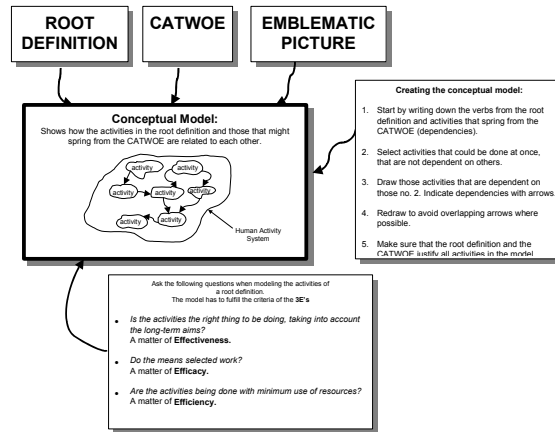 ROOT
DEFINITION
CATWOE
EMBLEMATIC
PICTURE
Conceptual Model:
Shows how the activities in the root definition and those that might
spring from the CATWOE are related to each other.
activity
activity
activity
activity
activity
activity
activity
Human Activity
System
Creating the conceptual model:
1. Start by writing down the verbs from the root
definition and activities that spring from the
CATWOE (dependencies).
2. Select activities that could be done at once,
that are not dependent on others.
3. Draw those activities that are dependent on
those no. 2. Indicate dependencies with arrows.
4. Redraw to avoid overlapping arrows where
possible.
5. Make sure that the root definition and the
CATWOE justify all activities in the model
Ask the following questions when modeling the activities of
a root definition.
The model has to fulfill the criteria of the 3E's
• Is the activities the right thing to be doing, taking into account
the long-term aims?
A matter of Effectiveness.
• Do the means selected work?
A matter of Efficacy.
• Are the activities being done with minimum use of resources?
A matter of Efficiency.